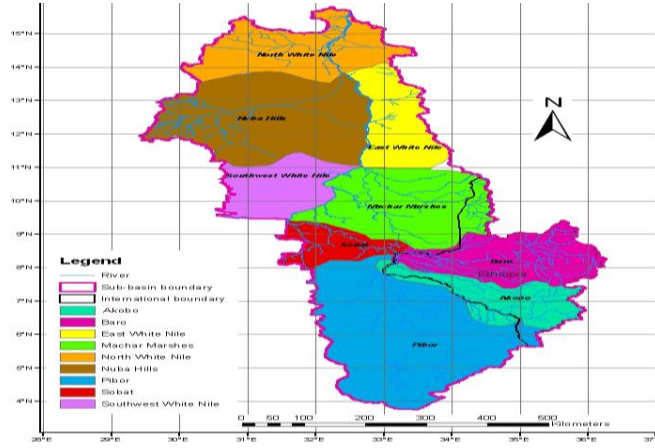 15°N
14°N
13°N
12°N
11°N
10°N
9°N
8°N
7°N
6°N
5°N
4°N
North White Nile
Nuba Hills
East White Nile
Southwest White Nile
Machar Marshes
Sobat
Baro
Ethiopia
Akobo
Pibor
N
Legend
River
Sub-basin boundary
International boundary
Akobo
Baro
East White Nile
Machar Marshes
North White Nile
Nuba Hills
Pibor
Sobat
Southwest White Nile
0 50 100 200 300 400 500
Kilometers
28°E 29°E 30°E 31°E 32°E 33°E 34°E 35°E 36°E 37°E